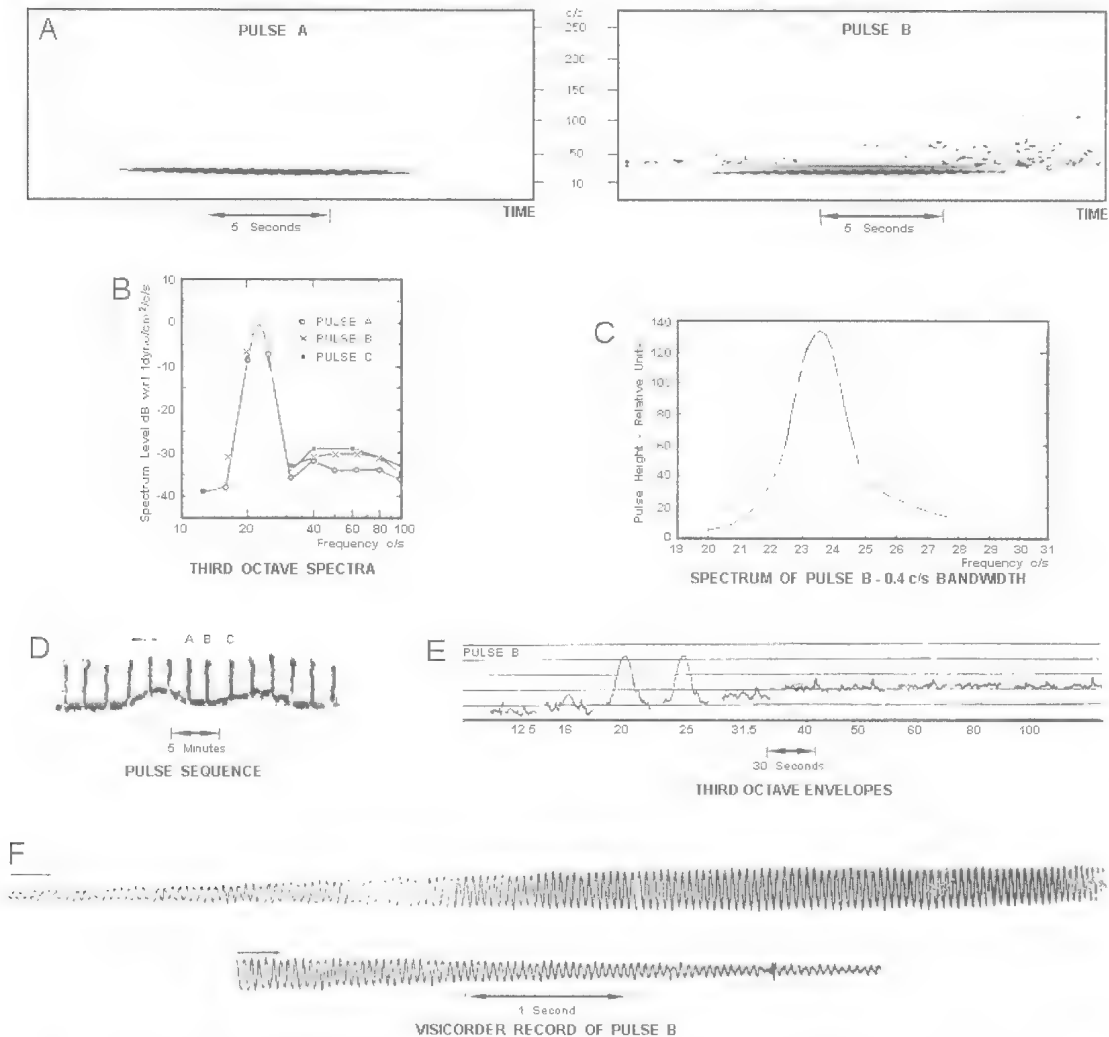 A
PULSE A
c/s
250
200
150
100
50
10
PULSE B
TIME
5 Seconds
TIME
5 Seconds
B
Spectrum Level dB w.r.t 1dyne/cm²/c/s
10
0
-10
-20
-30
-40
PULSE A
PULSE B
PULSE C
10 20 40 60 80 100
Frequency c/s
THIRD OCTAVE SPECTRA
C
Pulse Height - Relative Unit-
140
120
100
80
60
40
20
0
19 20 21 22 23 24 25 26 27 28 29 30 31
Frequency c/s
SPECTRUM OF PULSE B - 0.4 c/s BANDWIDTH
D
A B C
5 Minutes
PULSE SEQUENCE
E
PULSE B
12.5 16 20 25 31.5 40 50 60 80 100
30 Seconds
THIRD OCTAVE ENVELOPES
F
1 Second
VISICORDER RECORD OF PULSE B